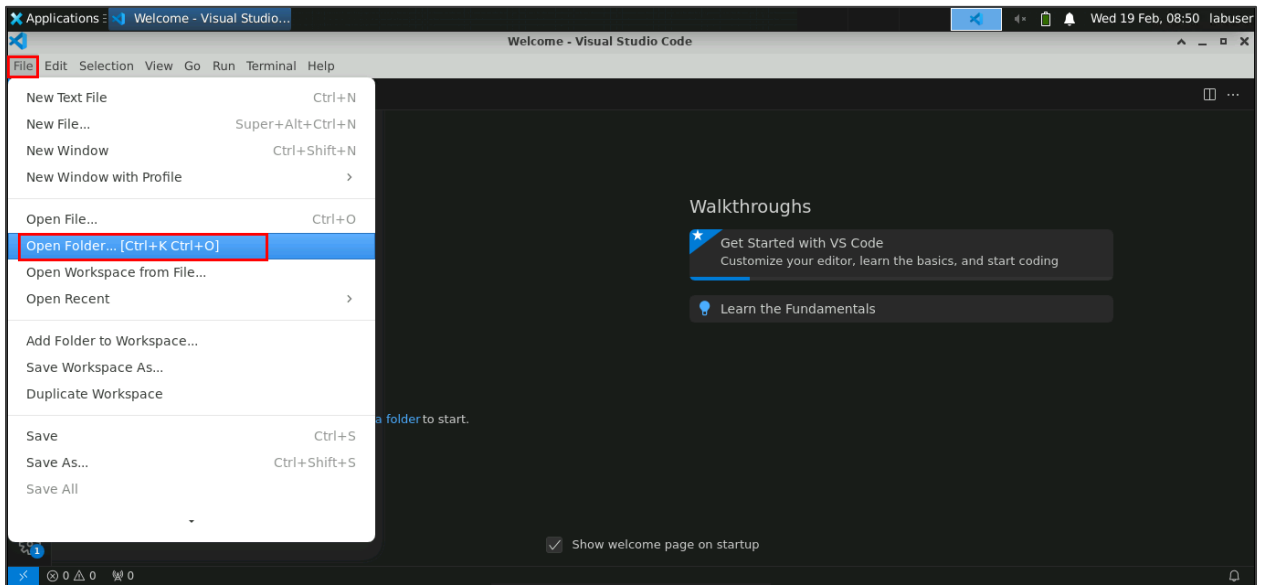 Applications
Welcome - Visual Studio...
Wed 19 Feb, 08:50 labuser
Welcome - Visual Studio Code
File Edit Selection View Go Run Terminal Help
New Text File Ctrl+N
New File... Super+Alt+Ctrl+N
New Window Ctrl+Shift+N
New Window with Profile
Open File... Ctrl+O
Open Folder... [Ctrl+K Ctrl+O]
Open Workspace from File...
Open Recent
Add Folder to Workspace...
Save Workspace As...
Duplicate Workspace
Save Ctrl+S
Save As... Ctrl+Shift+S
Save All
Walkthroughs
Get Started with VS Code
Customize your editor, learn the basics, and start coding
Learn the Fundamentals
a folder to start.
Show welcome page on startup
1
0 0 0